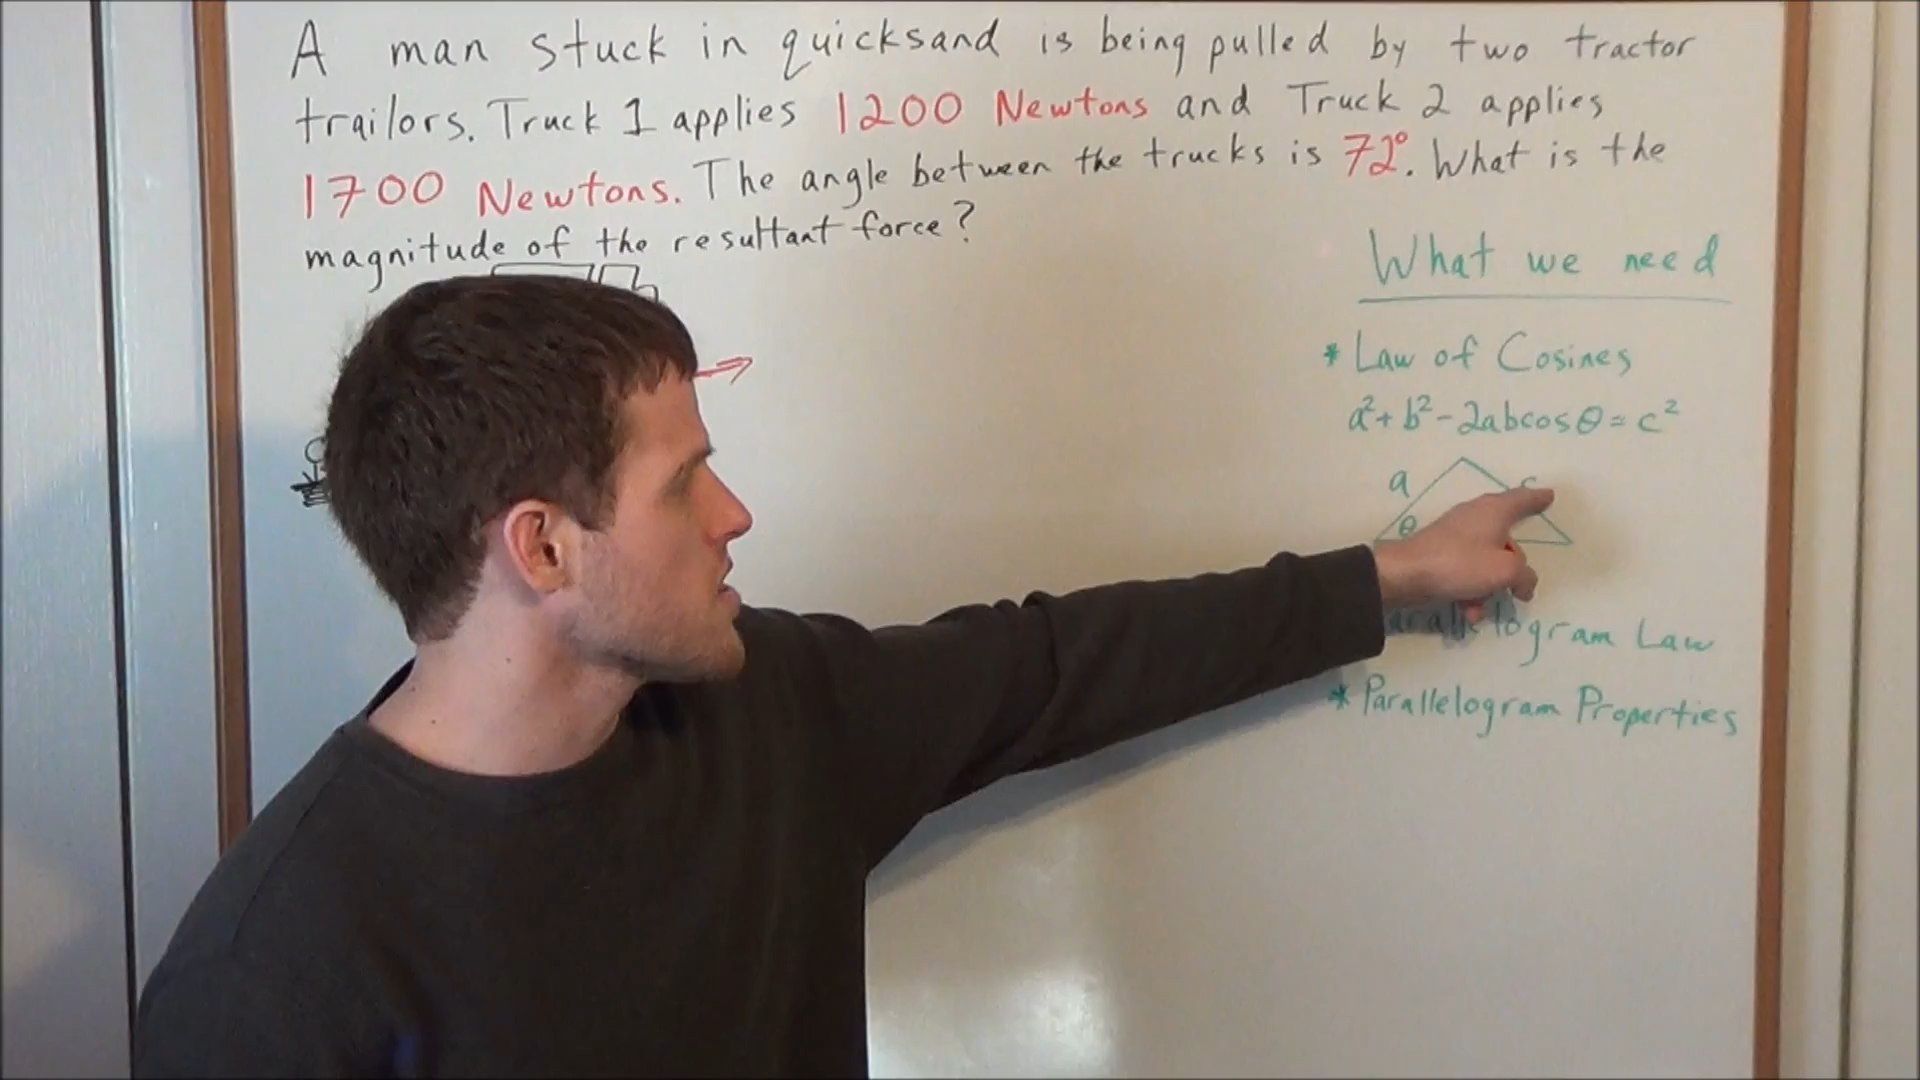 A man stuck in quicksand is being pulled by two tractor
trailors. Truck 1 applies 1200 Newtons and Truck 2 applies
1700 Newtons. The angle between the trucks is 72°. What is the
magnitude of the resultant force?
What we need
* Law of Cosines
a²+b²-2abcosθ=c²
a
θ
Parallelogram Law
* Parallelogram Properties